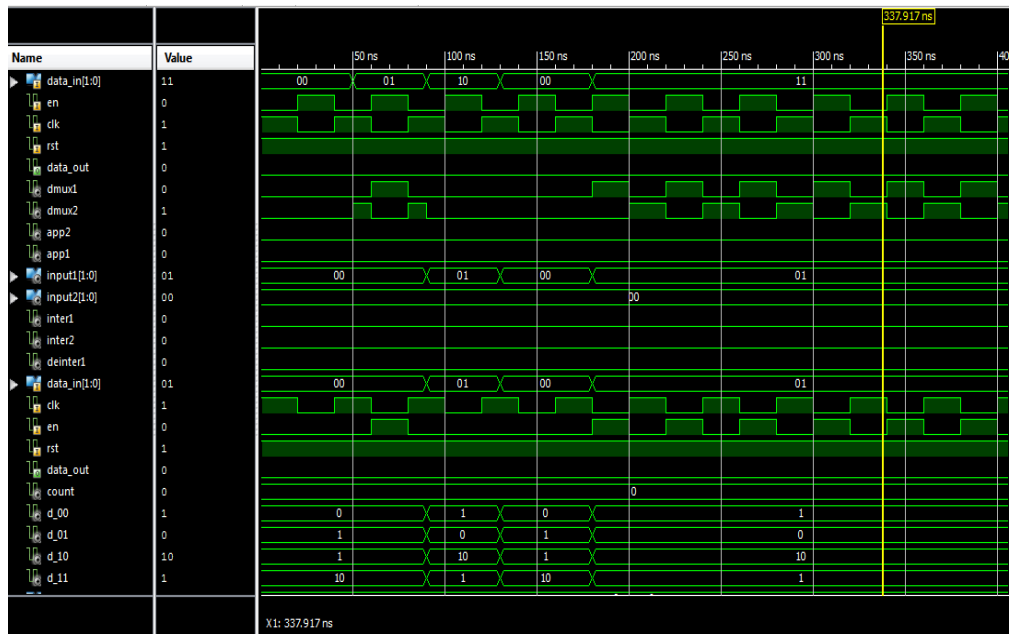 337.917 ns
Name Value 50 ns 100 ns 150 ns 200 ns 250 ns 300 ns 350 ns 40
data_in[1:0] 11 00 01 10 00 11
en 0
clk 1
rst 1
data_out 0
dmux1 0
dmux2 1
app2 0
app1 0
input1[1:0] 01 00 01 00 01
input2[1:0] 00 00
inter1 0
inter2 0
deinter1 0
data_in[1:0] 01 00 01 00 01
clk 1
en 0
rst 1
data_out 0
count 0 0
d_00 1 0 1 0 1
d_01 0 1 0 1 0
d_10 10 1 10 1 10
d_11 1 10 1 10 1
X1: 337.917 ns